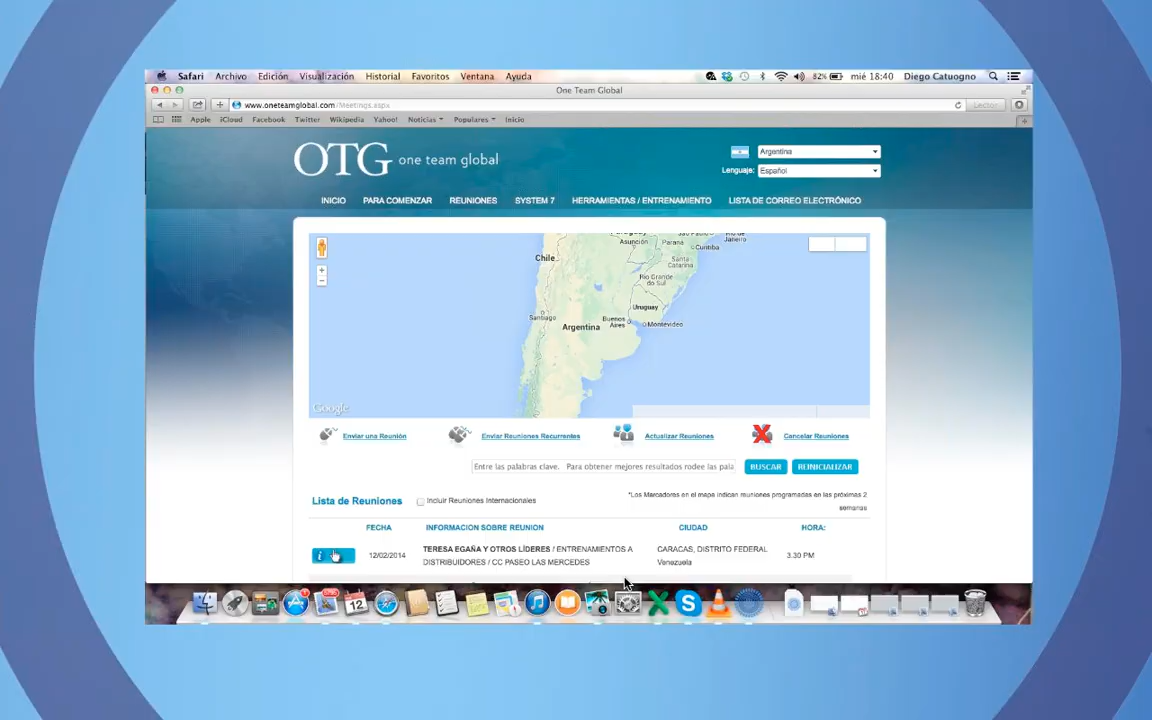 Safari Archivo Edición Visualización Historial Favoritos Ventana Ayuda 82% mié 18:40 Diego Catuogno
One Team Global
www.oneteamglobal.com/Meetings.aspx Lector
Apple iCloud Facebook Twitter Wikipedia Yahoo! Noticias Populares Inicio
OTG one team global
Argentina
Lenguaje: Español
INICIO PARA COMENZAR REUNIONES SYSTEM 7 HERRAMIENTAS / ENTRENAMIENTO LISTA DE CORREO ELECTRÓNICO
Asunción
Paraná
Curitiba
Rio de
Janeiro
Santa
Catarina
Chile
Rio Grande
do Sul
Uruguay
Santiago
Buenos
Aires
Montevideo
Argentina
Google
Enviar una Reunión Enviar Reuniones Recurrentes Actualizar Reuniones Cancelar Reuniones
Entre las palabras clave. Para obtener mejores resultados rodee las pala BUSCAR REINICIALIZAR
Lista de Reuniones Incluir Reuniones Internacionales
*Los Marcadores en el mapa indican reuniones programadas en las próximas 2
semanas
FECHA INFORMACION SOBRE REUNION CIUDAD HORA:
i 12/02/2014 TERESA EGAÑA Y OTROS LÍDERES / ENTRENAMIENTOS A CARACAS, DISTRITO FEDERAL 3.30 PM
DISTRIBUIDORES / CC PASEO LAS MERCEDES Venezuela
12